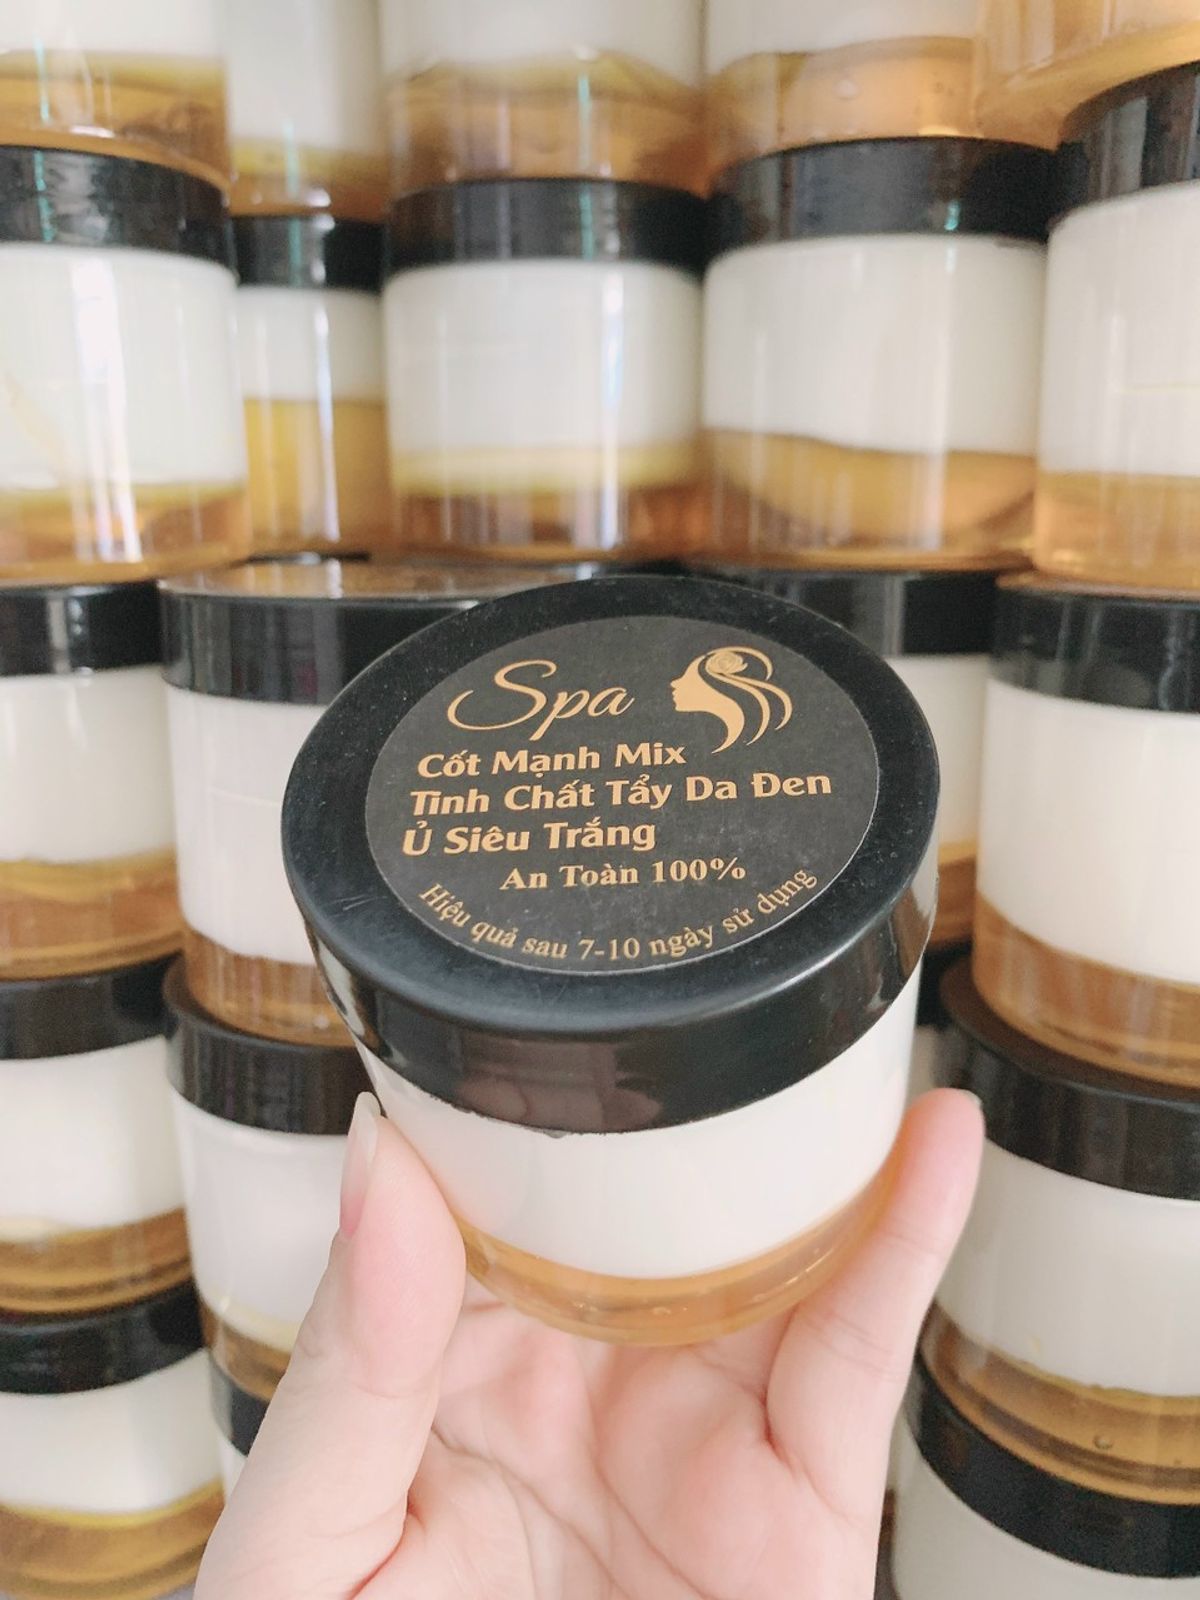 Spa
Cốt Mạnh Mix
Tinh Chất Tẩy Da Đen
Ủ Siêu Trắng
An Toàn 100%
Hiệu quả sau 7-10 ngày sử dụng